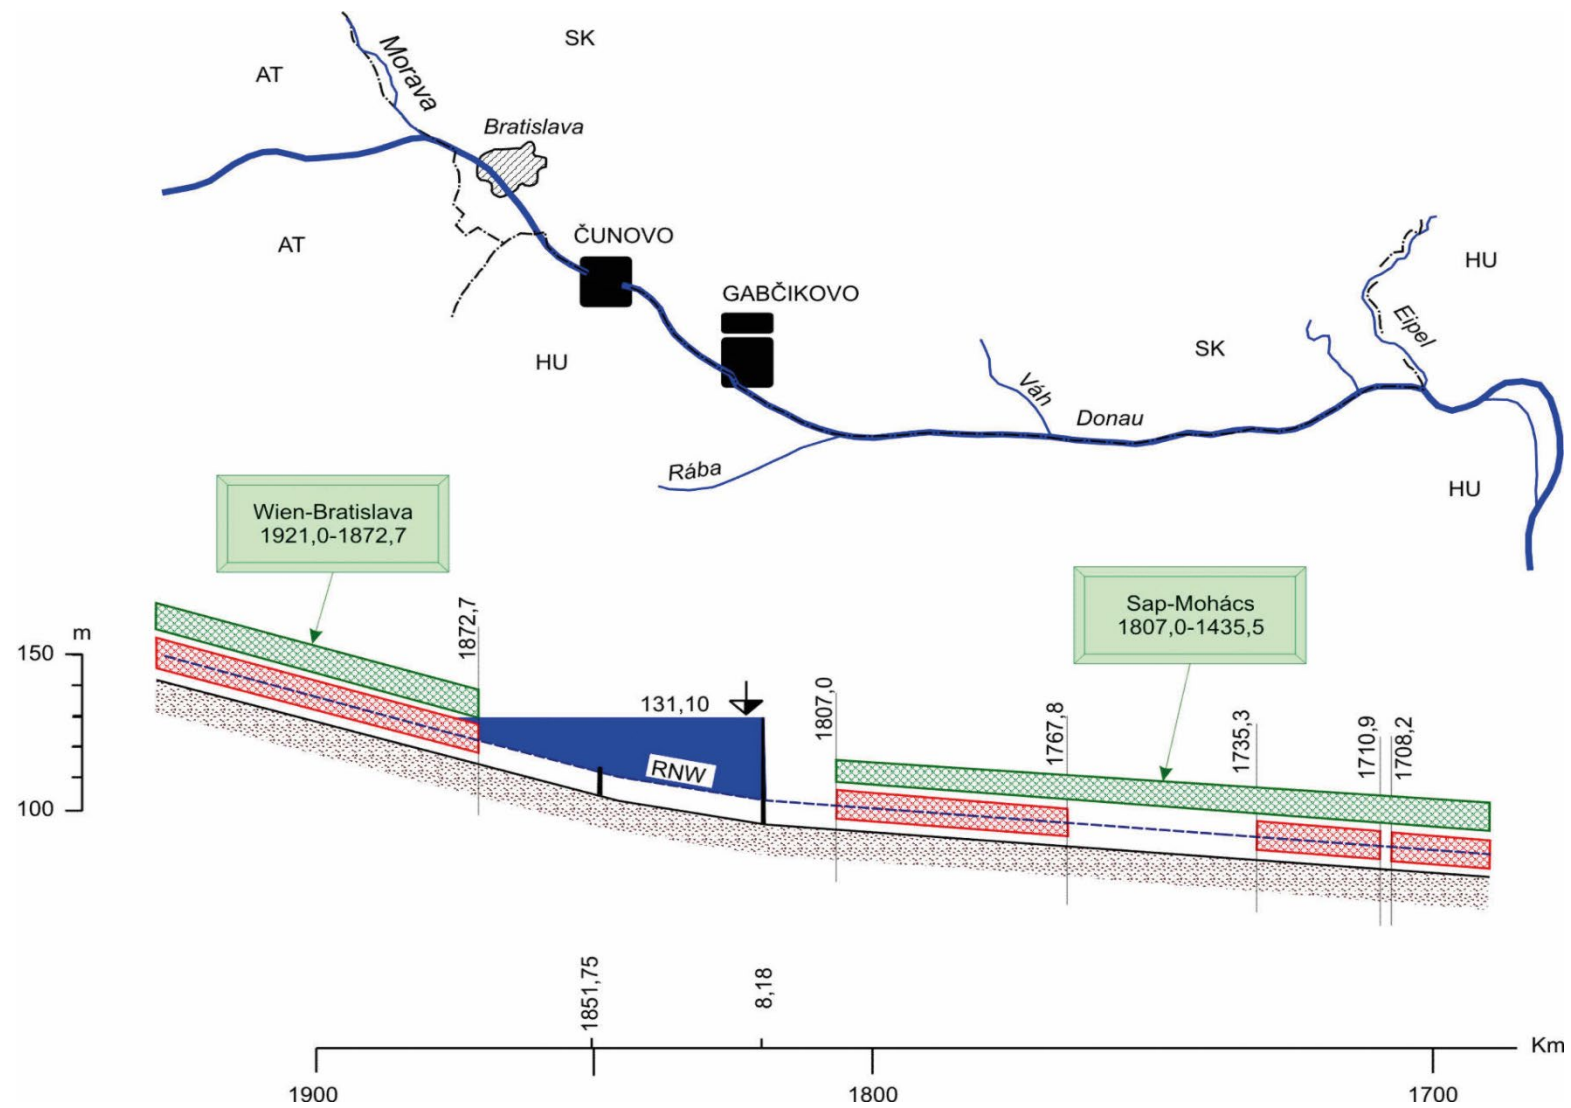 SK
AT
Morava
Bratislava
AT
ČUNOVO
GABČIKOVO
HU
HU
Eipel
SK
Váh
Donau
Rába
HU
Wien-Bratislava
1921,0-1872,7
Sap-Mohács
1807,0-1435,5
m
150
100
1872,7
131,10
RNW
1807,0
1767,8
1735,3
1710,9
1708,2
1851,75
8,18
Km
1900
1800
1700